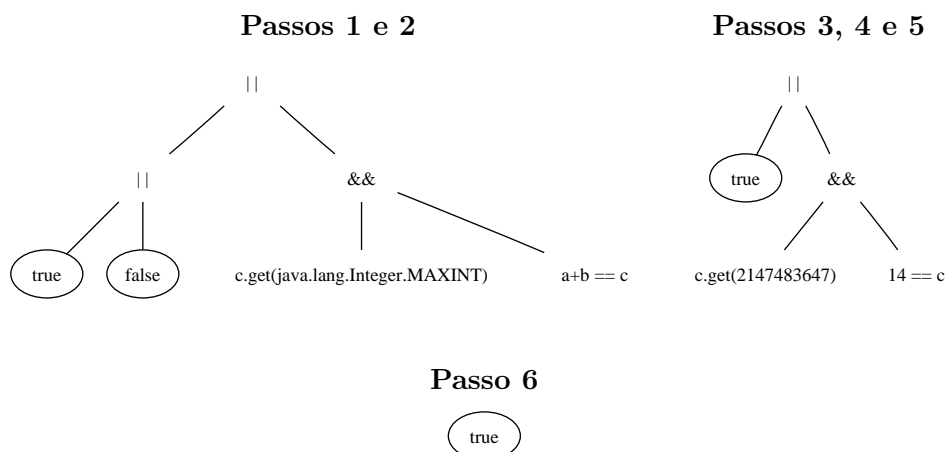 Passos 1 e 2
Passos 3, 4 e 5
||
||
||
&&
true
&&
true
false
c.get(java.lang.Integer.MAXINT)
a+b == c
c.get(2147483647)
14 == c
Passo 6
true